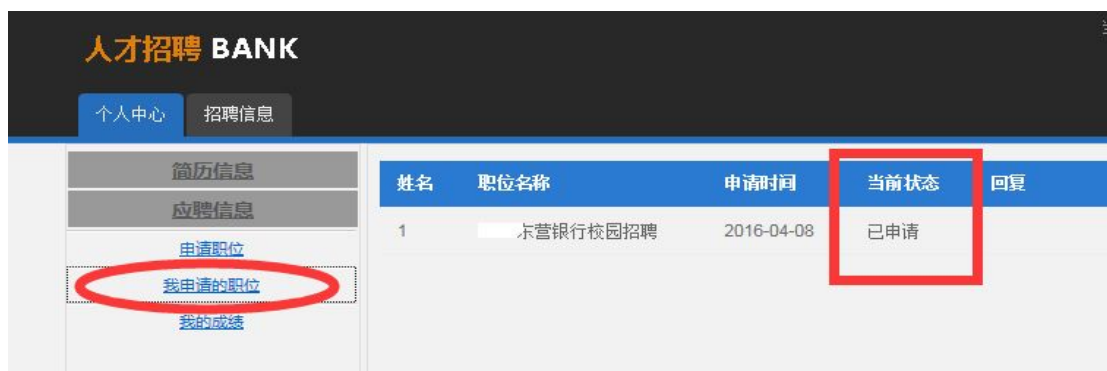 人才招聘 BANK
个人中心 招聘信息
简历信息
应聘信息
申请职位
我申请的职位
我的成绩
姓名 职位名称 申请时间 当前状态 回复
1 东营银行校园招聘 2016-04-08 已申请